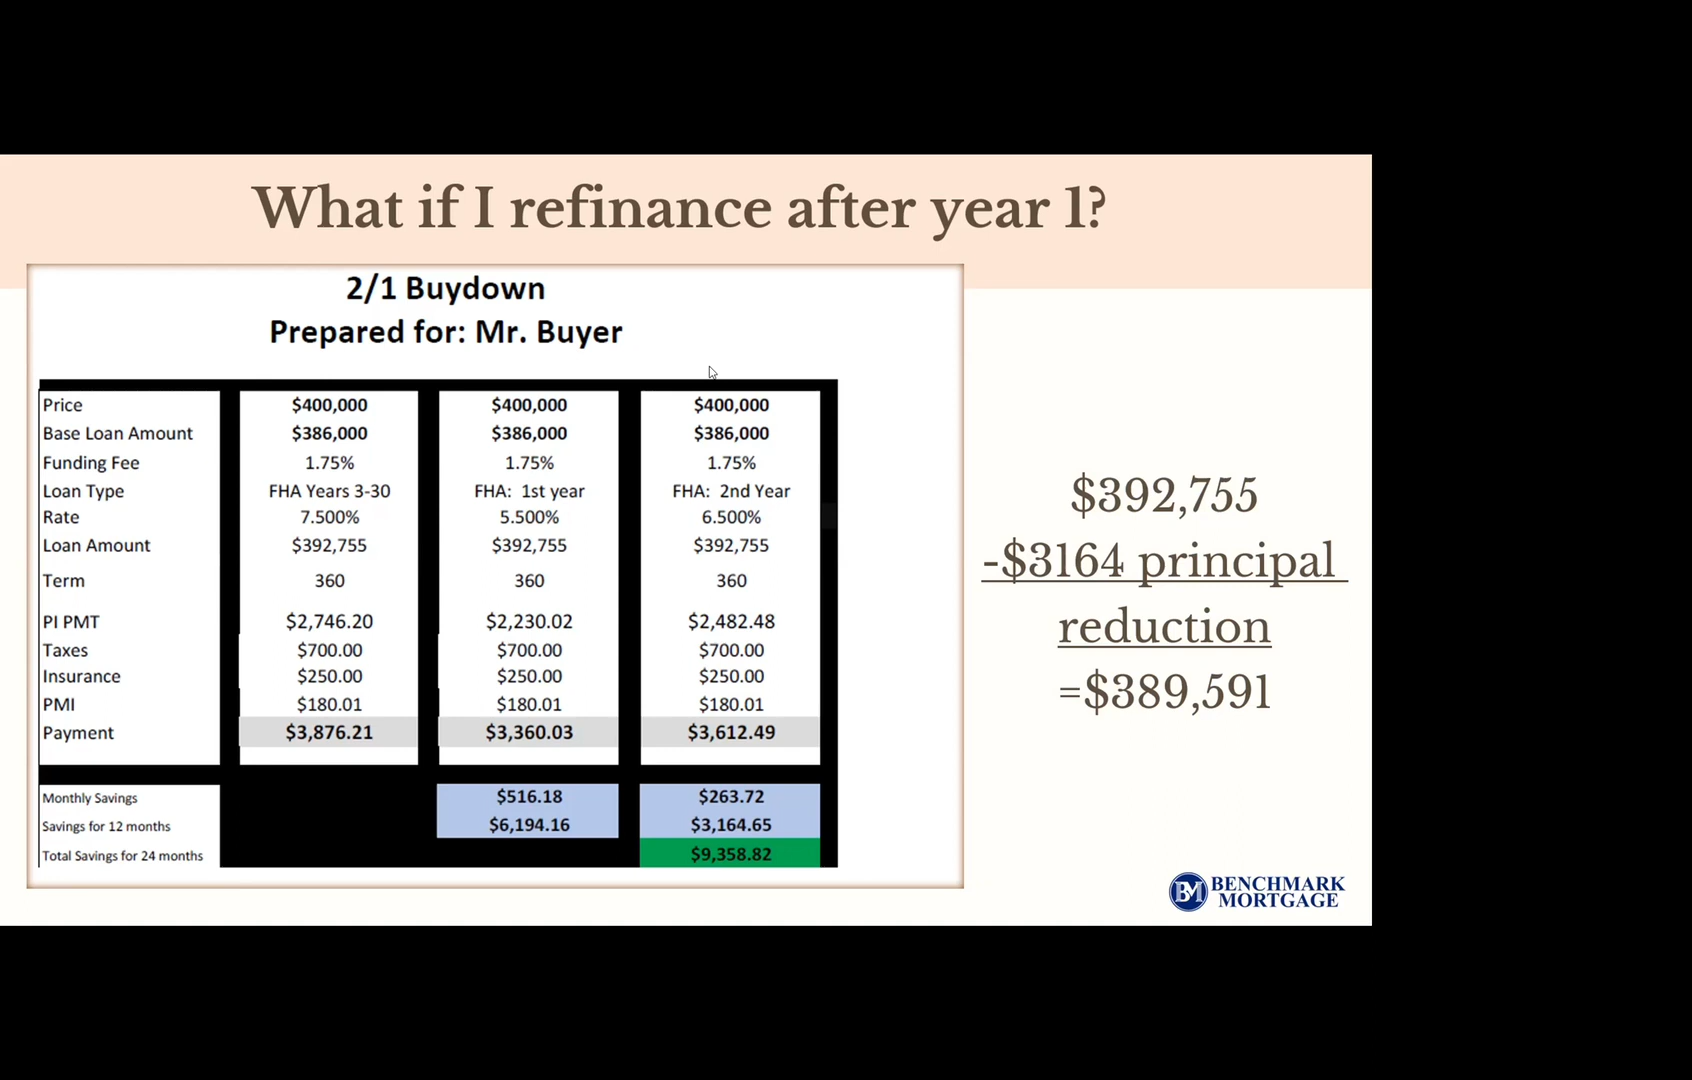 What if I refinance after year 1?
2/1 Buydown
Prepared for: Mr. Buyer
Price $400,000 $400,000 $400,000
Base Loan Amount $386,000 $386,000 $386,000
Funding Fee 1.75% 1.75% 1.75%
Loan Type FHA Years 3-30 FHA: 1st year FHA: 2nd Year
Rate 7.500% 5.500% 6.500%
Loan Amount $392,755 $392,755 $392,755
Term 360 360 360
PI PMT $2,746.20 $2,230.02 $2,482.48
Taxes $700.00 $700.00 $700.00
Insurance $250.00 $250.00 $250.00
PMI $180.01 $180.01 $180.01
Payment $3,876.21 $3,360.03 $3,612.49
Monthly Savings $516.18 $263.72
Savings for 12 months $6,194.16 $3,164.65
Total Savings for 24 months $9,358.82
$392,755
-$3164 principal
reduction
=$389,591
BM BENCHMARK
MORTGAGE